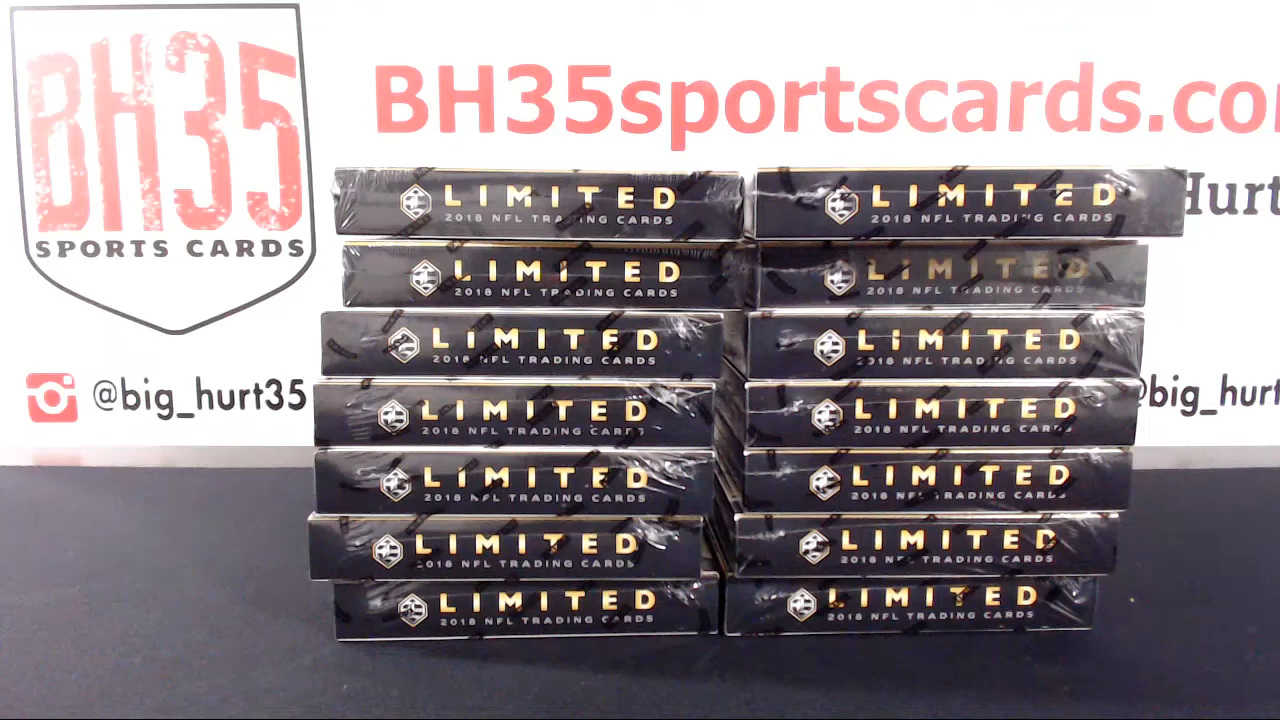 BH35
SPORTS CARDS
BH35sportscards.co
Hurt
@big_hurt35
@big_hurt
LIMITED
2018 NFL TRADING CARDS
LIMITED
2018 NFL TRADING CARDS
LIMITED
2018 NFL TRADING CARDS
LIMITED
2018 NFL TRADING CARDS
LIMITED
2018 NFL TRADING CARDS
LIMITED
2018 NFL TRADING CARDS
LIMITED
2018 NFL TRADING CARDS
LIMITED
2018 NFL TRADING CARDS
LIMITED
2018 NFL TRADING CARDS
LIMITED
2018 NFL TRADING CARDS
LIMITED
2018 NFL TRADING CARDS
LIMITED
2018 NFL TRADING CARDS
LIMITED
2018 NFL TRADING CARDS
LIMITED
2018 NFL TRADING CARDS